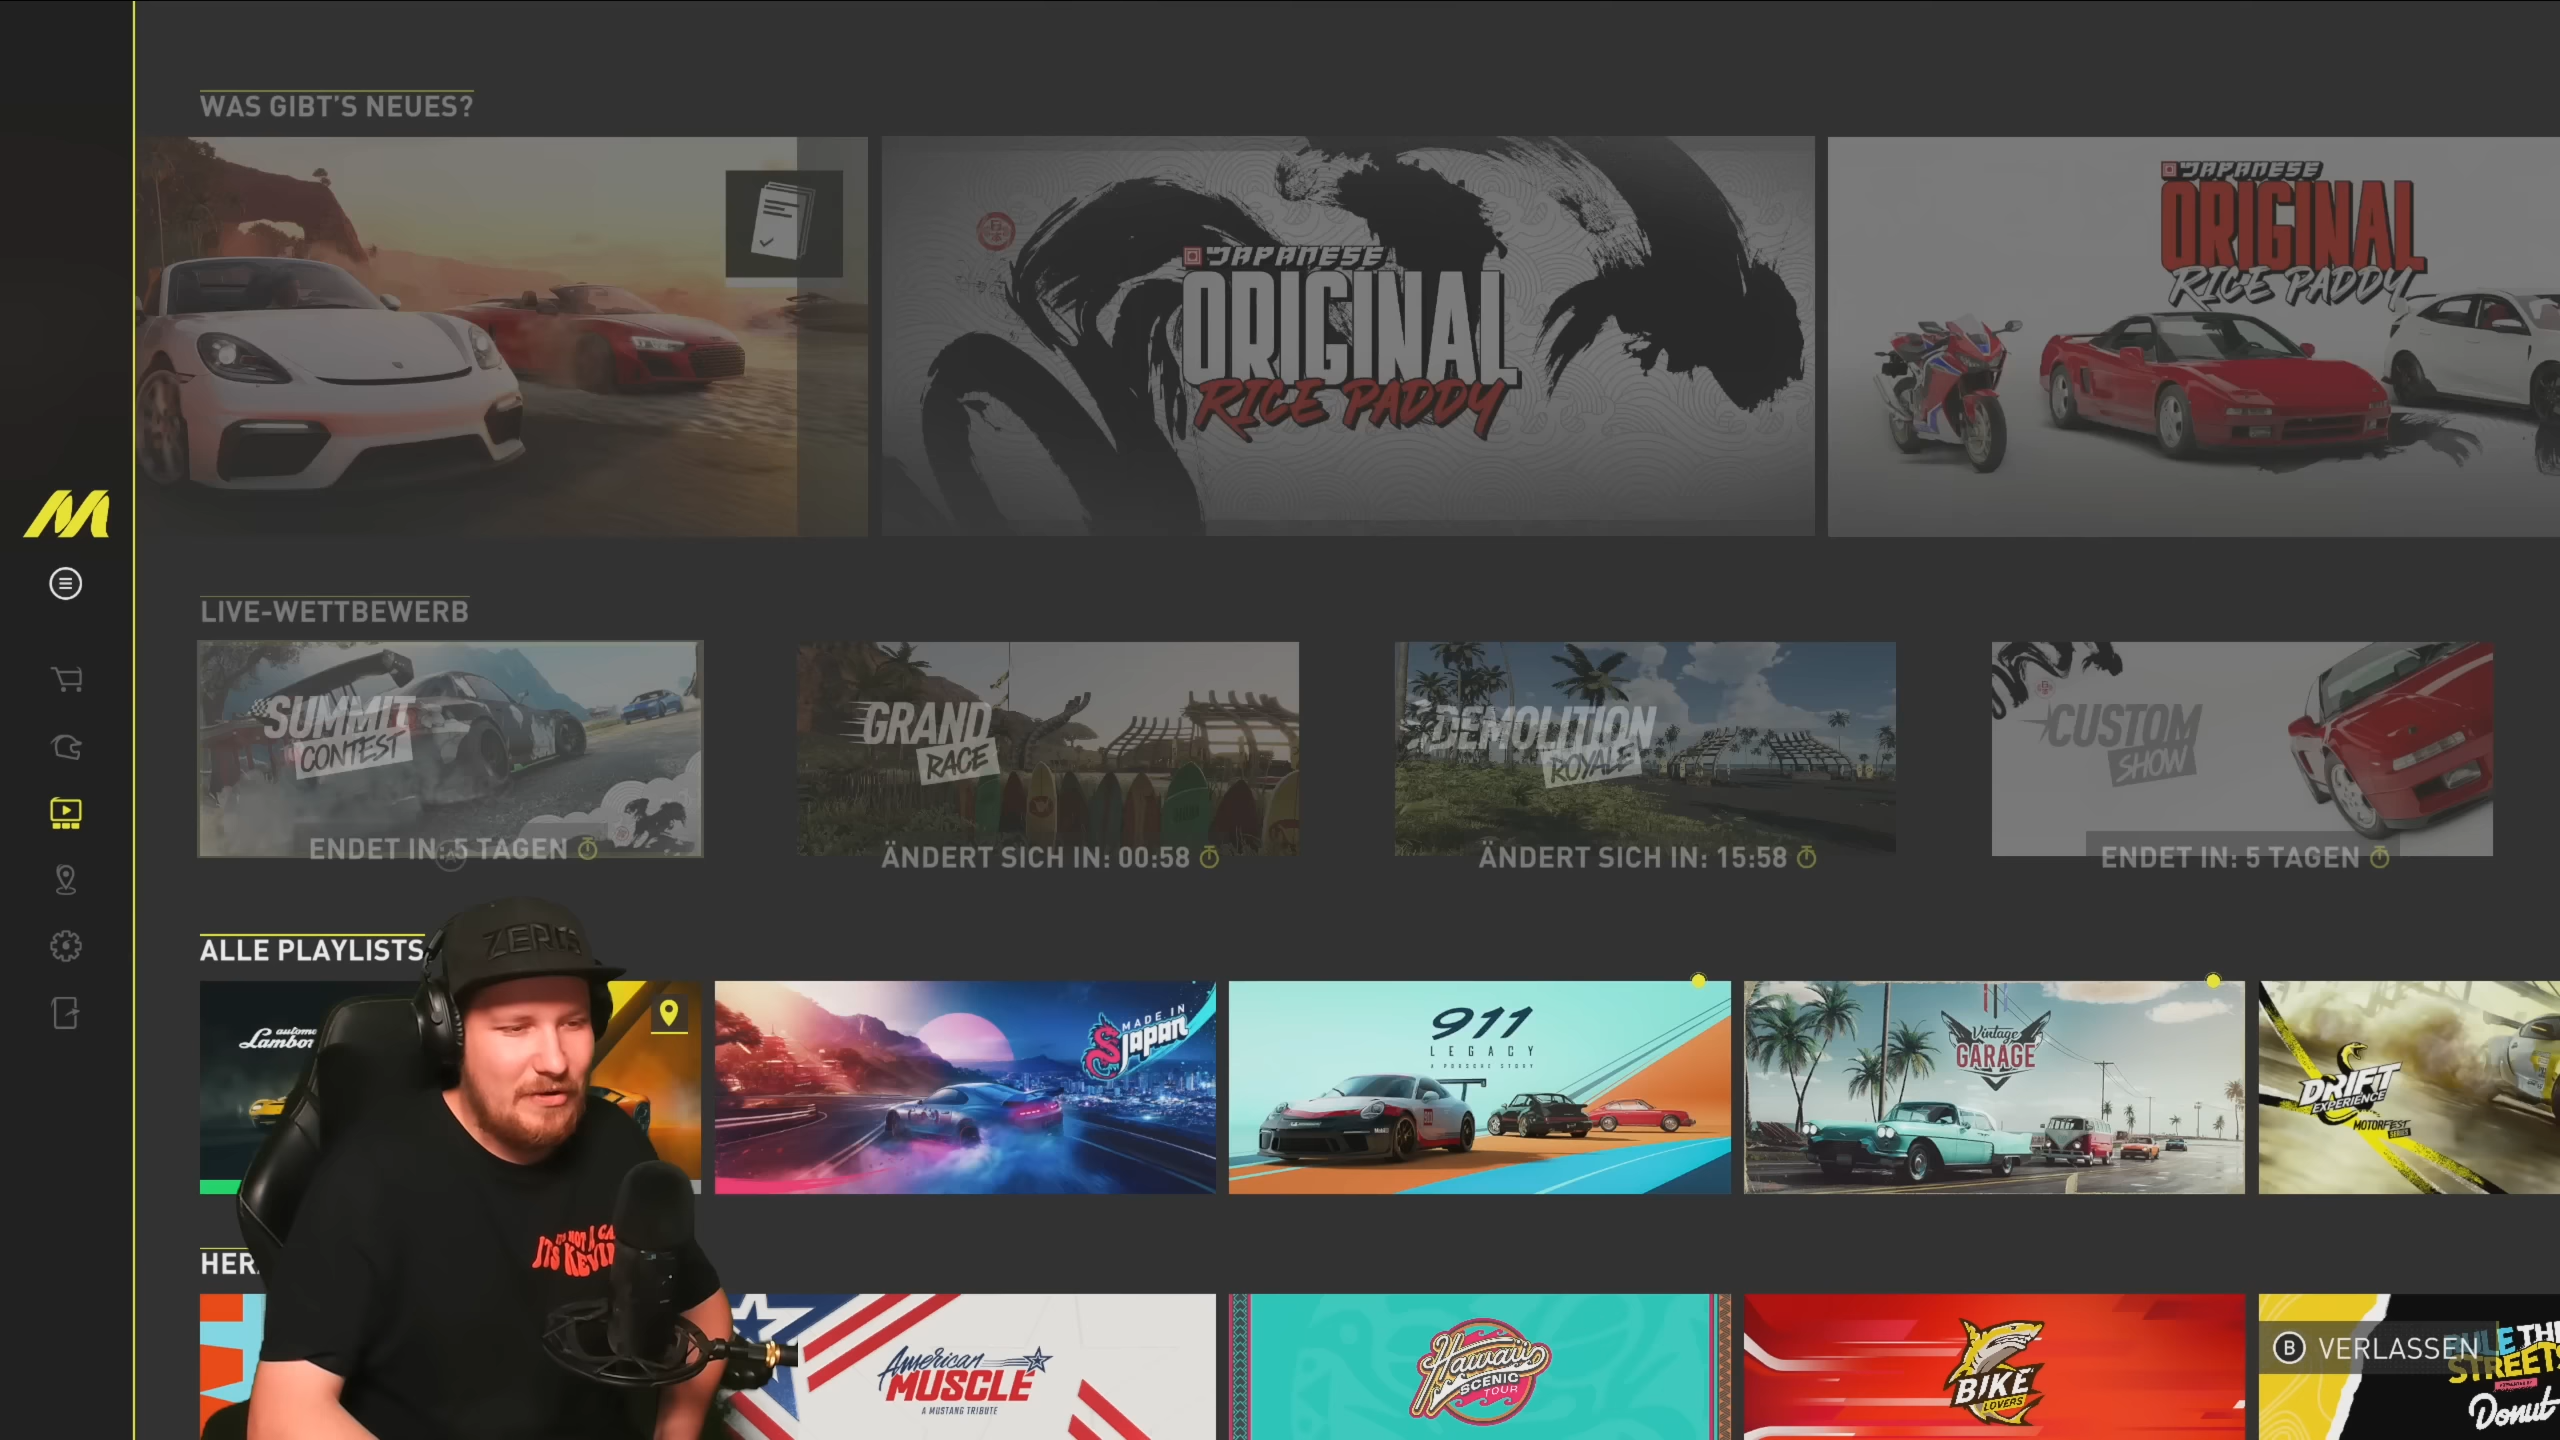 WAS GIBT'S NEUES?
JAPANESE
ORIGINAL
RICE PADDY
JAPANESE
ORIGINAL
RICE PADDY
LIVE-WETTBEWERB
SUMMIT
CONTEST
ENDET IN: 5 TAGEN
GRAND
RACE
ÄNDERT SICH IN: 00:58
DEMOLITION
ROYALE
ÄNDERT SICH IN: 15:58
CUSTOM
SHOW
ENDET IN: 5 TAGEN
ALLE PLAYLISTS
ZERO
MADE IN
JAPAN
911
LEGACY
A PORSCHE STORY
Vintage
GARAGE
DRIFT
EXPERIENCE
MOTORFEST
American
MUSCLE
A MUSTANG TRIBUTE
Hawaii
SCENIC
TOUR
BIKE
LOVERS
B VERLASSEN
STREETS
Donut